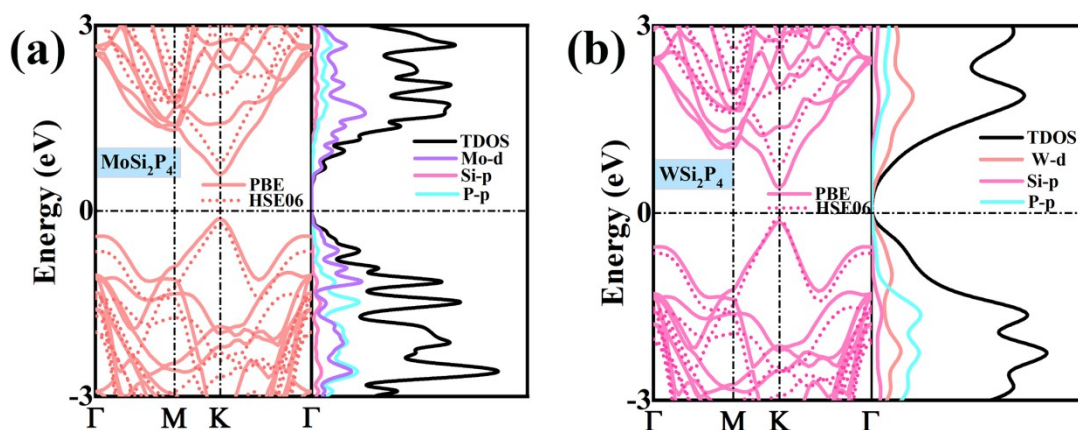 (a)
Energy (eV)
3
0
-3
MoSi₂P₄
PBE
HSE06
TDOS
Mo-d
Si-p
P-p
Γ M K Γ
(b)
Energy (eV)
3
0
-3
WSi₂P₄
PBE
HSE06
TDOS
W-d
Si-p
P-p
Γ M K Γ